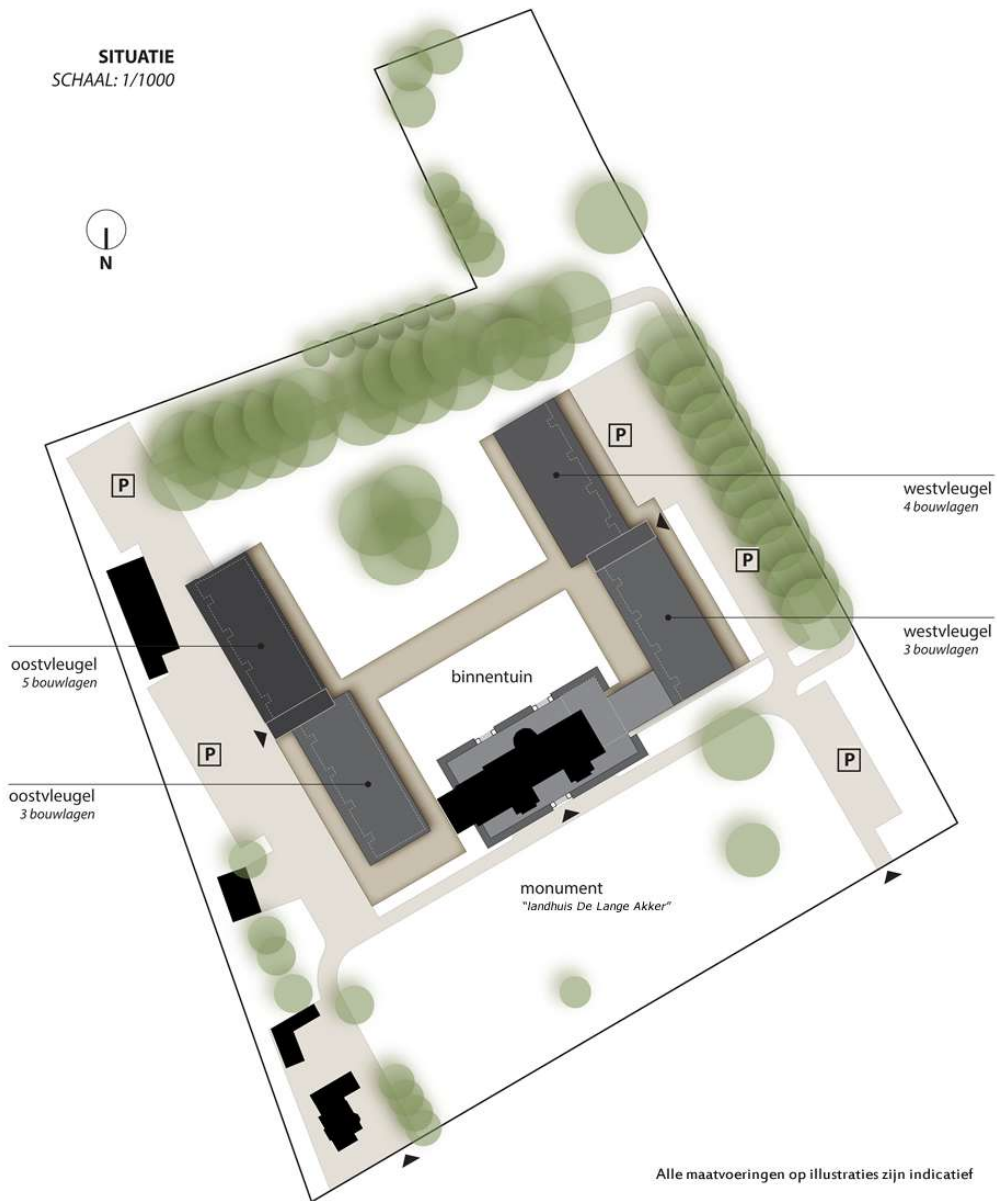 SITUATIE
SCHAAL: 1/1000
N
P
P
westvleugel
4 bouwlagen
P
westvleugel
3 bouwlagen
oostvleugel
5 bouwlagen
binnentuin
P
P
oostvleugel
3 bouwlagen
monument
"landhuis De Lange Akker"
Alle maatvoeringen op illustraties zijn indicatief